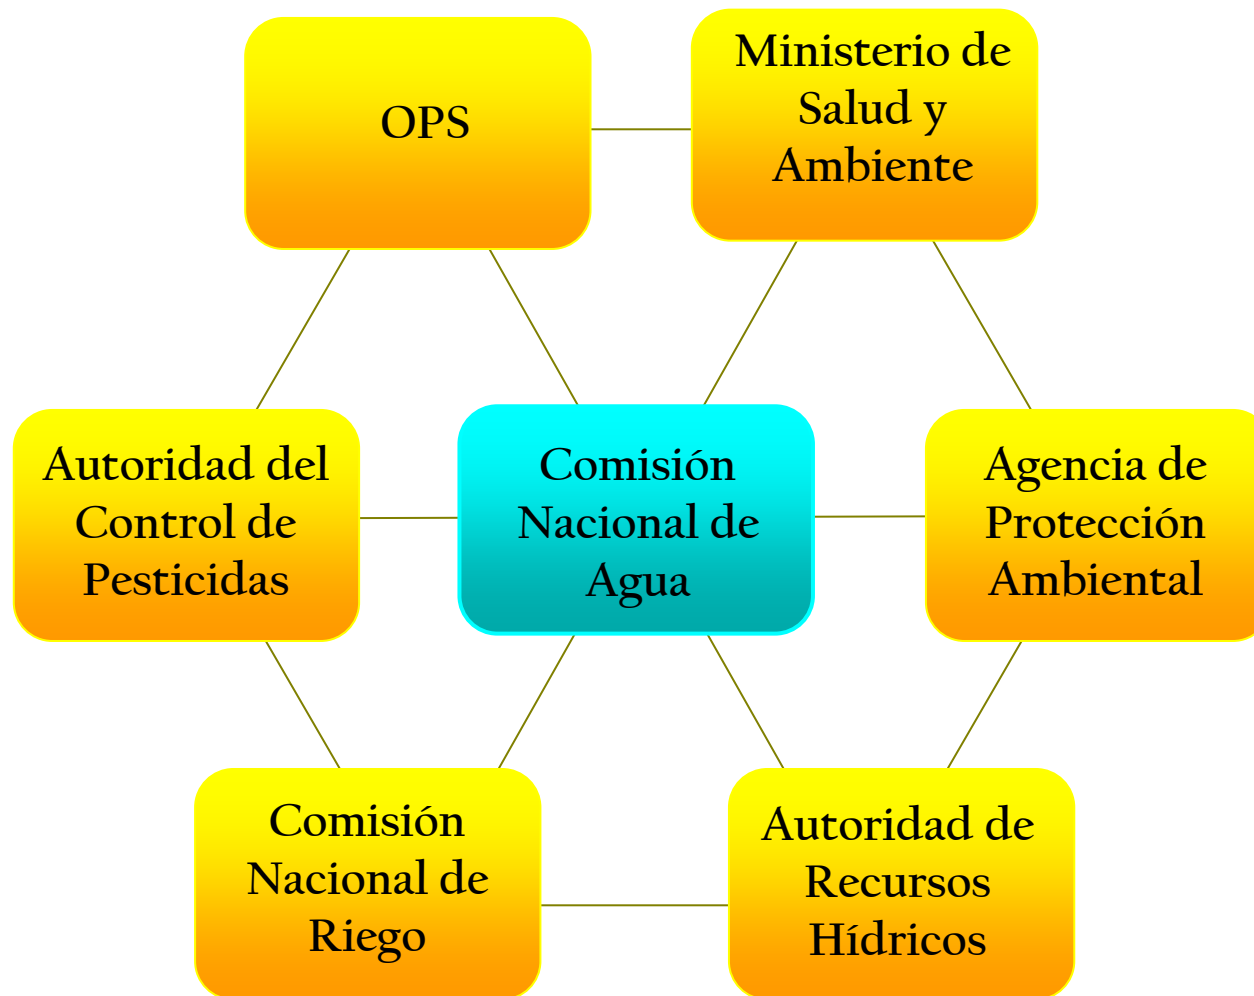 OPS
Ministerio de
Salud y
Ambiente
Autoridad del
Control de
Pesticidas
Comisión
Nacional de
Agua
Agencia de
Protección
Ambiental
Comisión
Nacional de
Riego
Autoridad de
Recursos
Hídricos